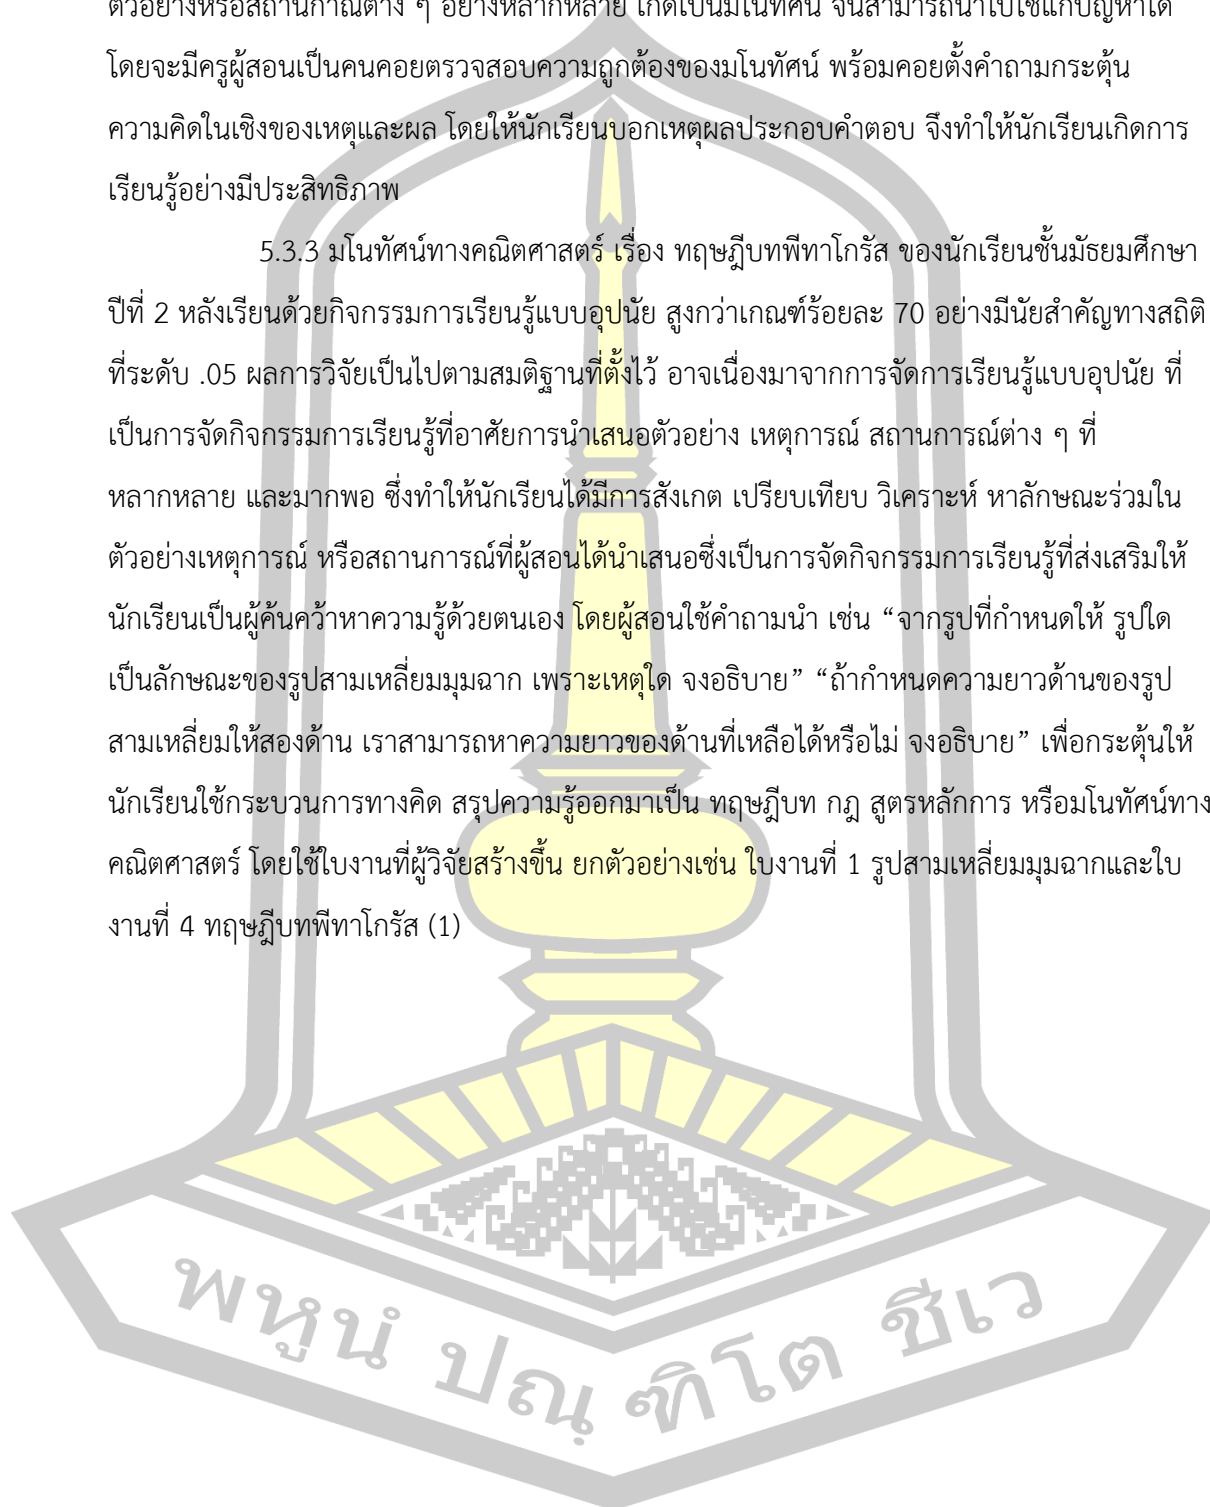 ตัวอย่างหรือสถานการณ์ต่าง ๆ อย่างหลากหลาย เกิดเป็นมโนทัศน์ จนสามารถนำไปใช้แก้ปัญหาได้
โดยจะมีครูผู้สอนเป็นคนคอยตรวจสอบความถูกต้องของมโนทัศน์ พร้อมคอยตั้งคำถามกระตุ้น
ความคิดในเชิงของเหตุและผล โดยให้นักเรียนบอกเหตุผลประกอบคำตอบ จึงทำให้นักเรียนเกิดการ
เรียนรู้อย่างมีประสิทธิภาพ
5.3.3 มโนทัศน์ทางคณิตศาสตร์ เรื่อง ทฤษฎีบทพีทาโกรัส ของนักเรียนชั้นมัธยมศึกษา
ปีที่ 2 หลังเรียนด้วยกิจกรรมการเรียนรู้แบบอุปนัย สูงกว่าเกณฑ์ร้อยละ 70 อย่างมีนัยสำคัญทางสถิติ
ที่ระดับ .05 ผลการวิจัยเป็นไปตามสมติฐานที่ตั้งไว้ อาจเนื่องมาจากการจัดการเรียนรู้แบบอุปนัย ที่
เป็นการจัดกิจกรรมการเรียนรู้ที่อาศัยการนำเสนอตัวอย่าง เหตุการณ์ สถานการณ์ต่าง ๆ ที่
หลากหลาย และมากพอ ซึ่งทำให้นักเรียนได้มีการสังเกต เปรียบเทียบ วิเคราะห์ หาลักษณะร่วมใน
ตัวอย่างเหตุการณ์ หรือสถานการณ์ที่ผู้สอนได้นำเสนอซึ่งเป็นการจัดกิจกรรมการเรียนรู้ที่ส่งเสริมให้
นักเรียนเป็นผู้ค้นคว้าหาความรู้ด้วยตนเอง โดยผู้สอนใช้คำถามนำ เช่น “จากรูปที่กำหนดให้ รูปใด
เป็นลักษณะของรูปสามเหลี่ยมมุมฉาก เพราะเหตุใด จงอธิบาย” “ถ้ากำหนดความยาวด้านของรูป
สามเหลี่ยมให้สองด้าน เราสามารถหาความยาวของด้านที่เหลือได้หรือไม่ จงอธิบาย” เพื่อกระตุ้นให้
นักเรียนใช้กระบวนการทางคิด สรุปความรู้ออกมาเป็น ทฤษฎีบท กฎ สูตรหลักการ หรือมโนทัศน์ทาง
คณิตศาสตร์ โดยใช้ใบงานที่ผู้วิจัยสร้างขึ้น ยกตัวอย่างเช่น ใบงานที่ 1 รูปสามเหลี่ยมมุมฉากและใบ
งานที่ 4 ทฤษฎีบทพีทาโกรัส (1)
พหูนํ ปณฺฑิโต ชีเว